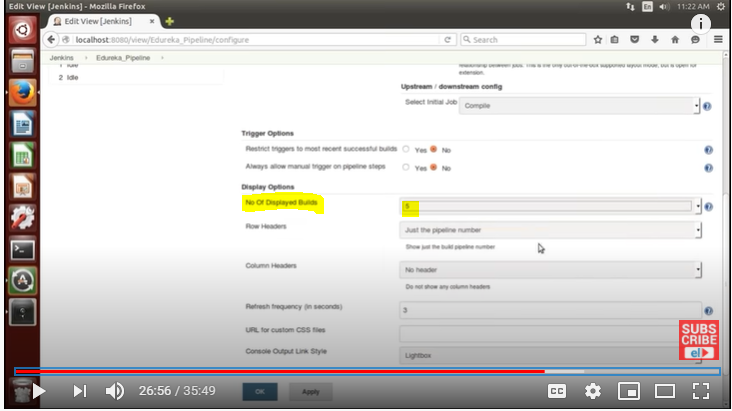 Edit View [Jenkins] - Mozilla Firefox
En
11:22 AM
Edit View [Jenkins]
localhost:8080/view/Edureka_Pipeline/configure
Search
Jenkins
Edureka_Pipeline
1 Idle
relationship between jobs. This is the only out-of-the-box supported layout mode, but is open for
extension.
2 Idle
Upstream / downstream config
Select Initial Job
Compile
Trigger Options
Restrict triggers to most recent successful builds
Yes
No
Always allow manual trigger on pipeline steps
Yes
No
Display Options
No Of Displayed Builds
5
Row Headers
Just the pipeline number
Show just the build pipeline number
Column Headers
No header
Do not show any column headers
Refresh frequency (in seconds)
3
URL for custom CSS files
Console Output Link Style
Lightbox
SUBS
CRIBE
e!
26:56 / 35:49
OK
Apply
CC